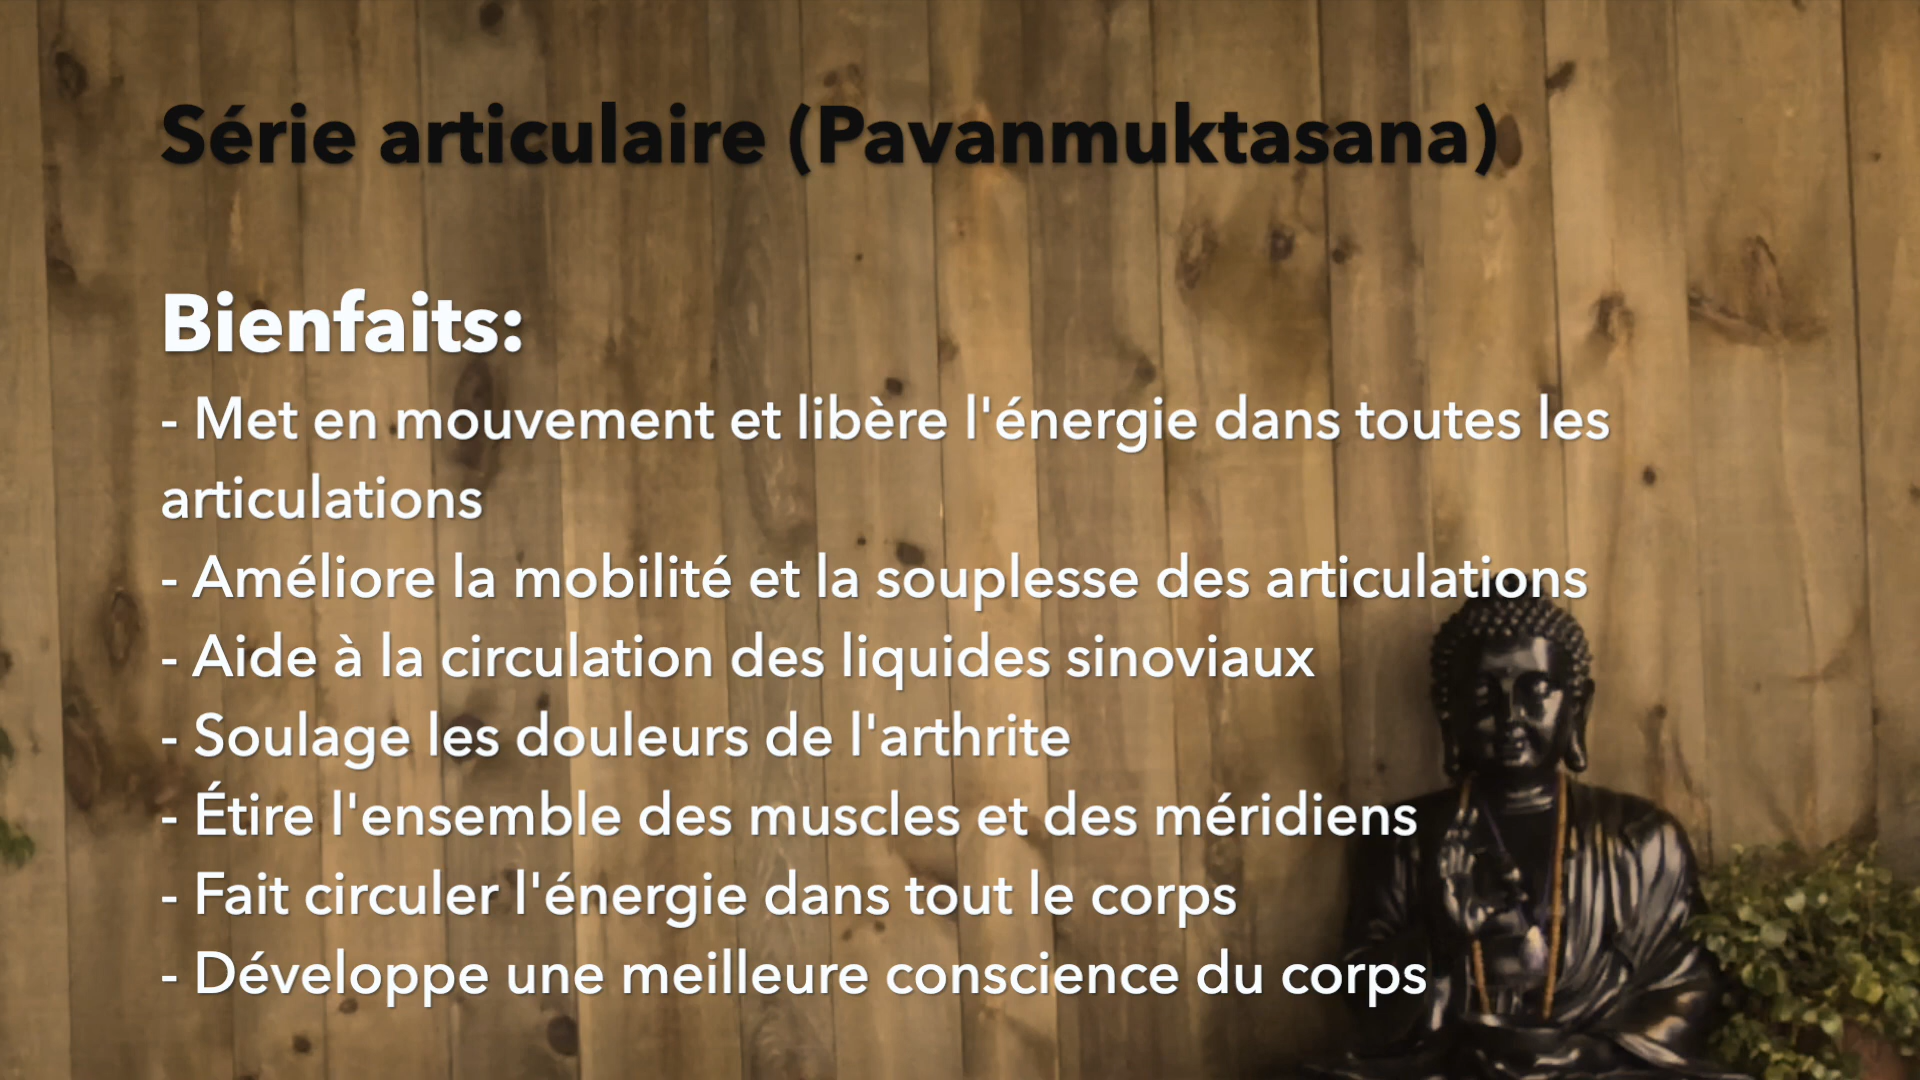 Série articulaire (Pavanmuktasana)
Bienfaits:
- Met en mouvement et libère l'énergie dans toutes les
articulations
- Améliore la mobilité et la souplesse des articulations
- Aide à la circulation des liquides sinoviaux
- Soulage les douleurs de l'arthrite
- Étire l'ensemble des muscles et des méridiens
- Fait circuler l'énergie dans tout le corps
- Développe une meilleure conscience du corps